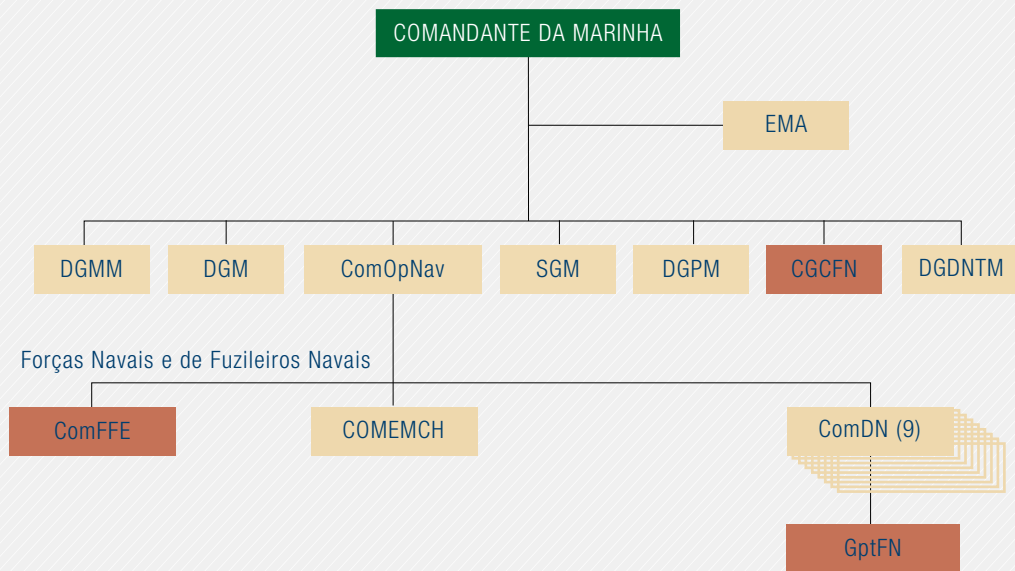 COMANDANTE DA MARINHA
EMA
DGMM
DGM
ComOpNav
SGM
DGPM
CGCFN
DGDNTM
Forças Navais e de Fuzileiros Navais
ComFFE
COMEMCH
ComDN (9)
GptFN